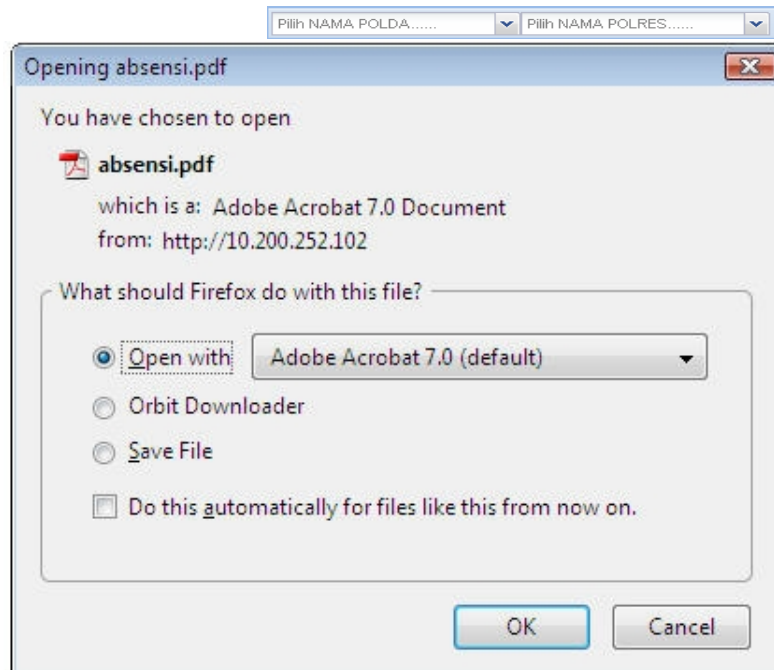 Pilih NAMA POLDA...... Pilih NAMA POLRES......
Opening absensi.pdf
You have chosen to open
absensi.pdf
which is a: Adobe Acrobat 7.0 Document
from: http://10.200.252.102
What should Firefox do with this file?
Open with Adobe Acrobat 7.0 (default)
Orbit Downloader
Save File
Do this automatically for files like this from now on.
OK Cancel